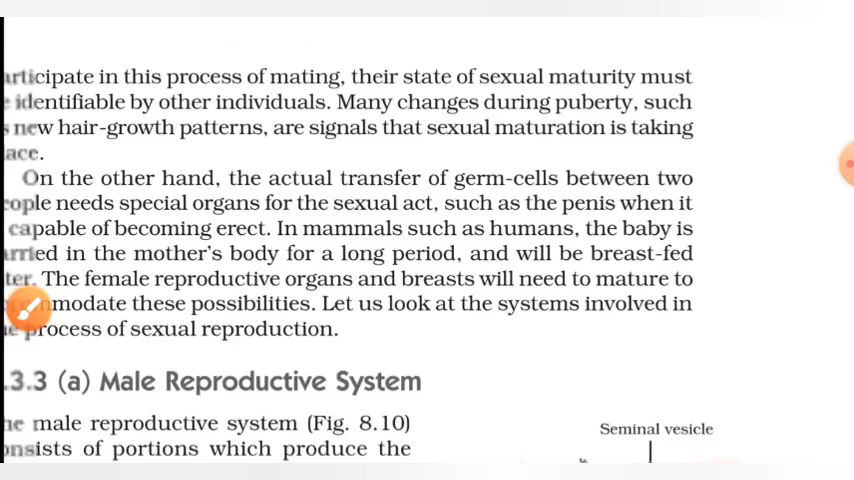 articipate in this process of mating, their state of sexual maturity must
e identifiable by other individuals. Many changes during puberty, such
s new hair-growth patterns, are signals that sexual maturation is taking
ace.
On the other hand, the actual transfer of germ-cells between two
eople needs special organs for the sexual act, such as the penis when it
capable of becoming erect. In mammals such as humans, the baby is
arried in the mother's body for a long period, and will be breast-fed
ter. The female reproductive organs and breasts will need to mature to
mmodate these possibilities. Let us look at the systems involved in
e process of sexual reproduction.
.3.3 (a) Male Reproductive System
he male reproductive system (Fig. 8.10)
onsists of portions which produce the
Seminal vesicle